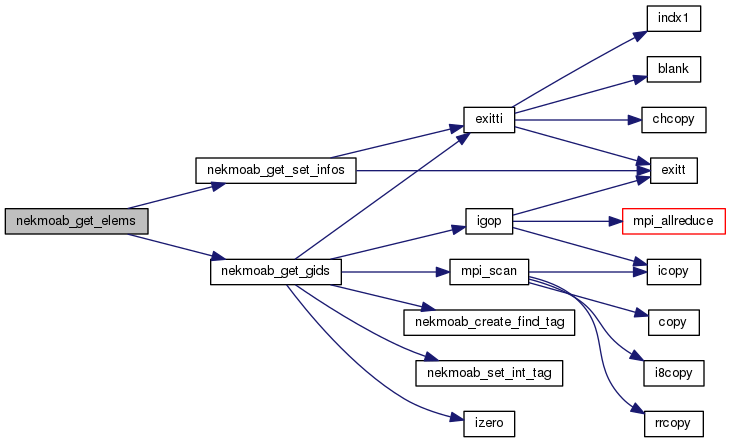 indx1
blank
exitti
chcopy
nekmoab_get_set_infos
exitt
nekmoab_get_elems
igop
mpi_allreduce
nekmoab_get_gids
mpi_scan
icopy
nekmoab_create_find_tag
copy
nekmoab_set_int_tag
i8copy
izero
rrcopy